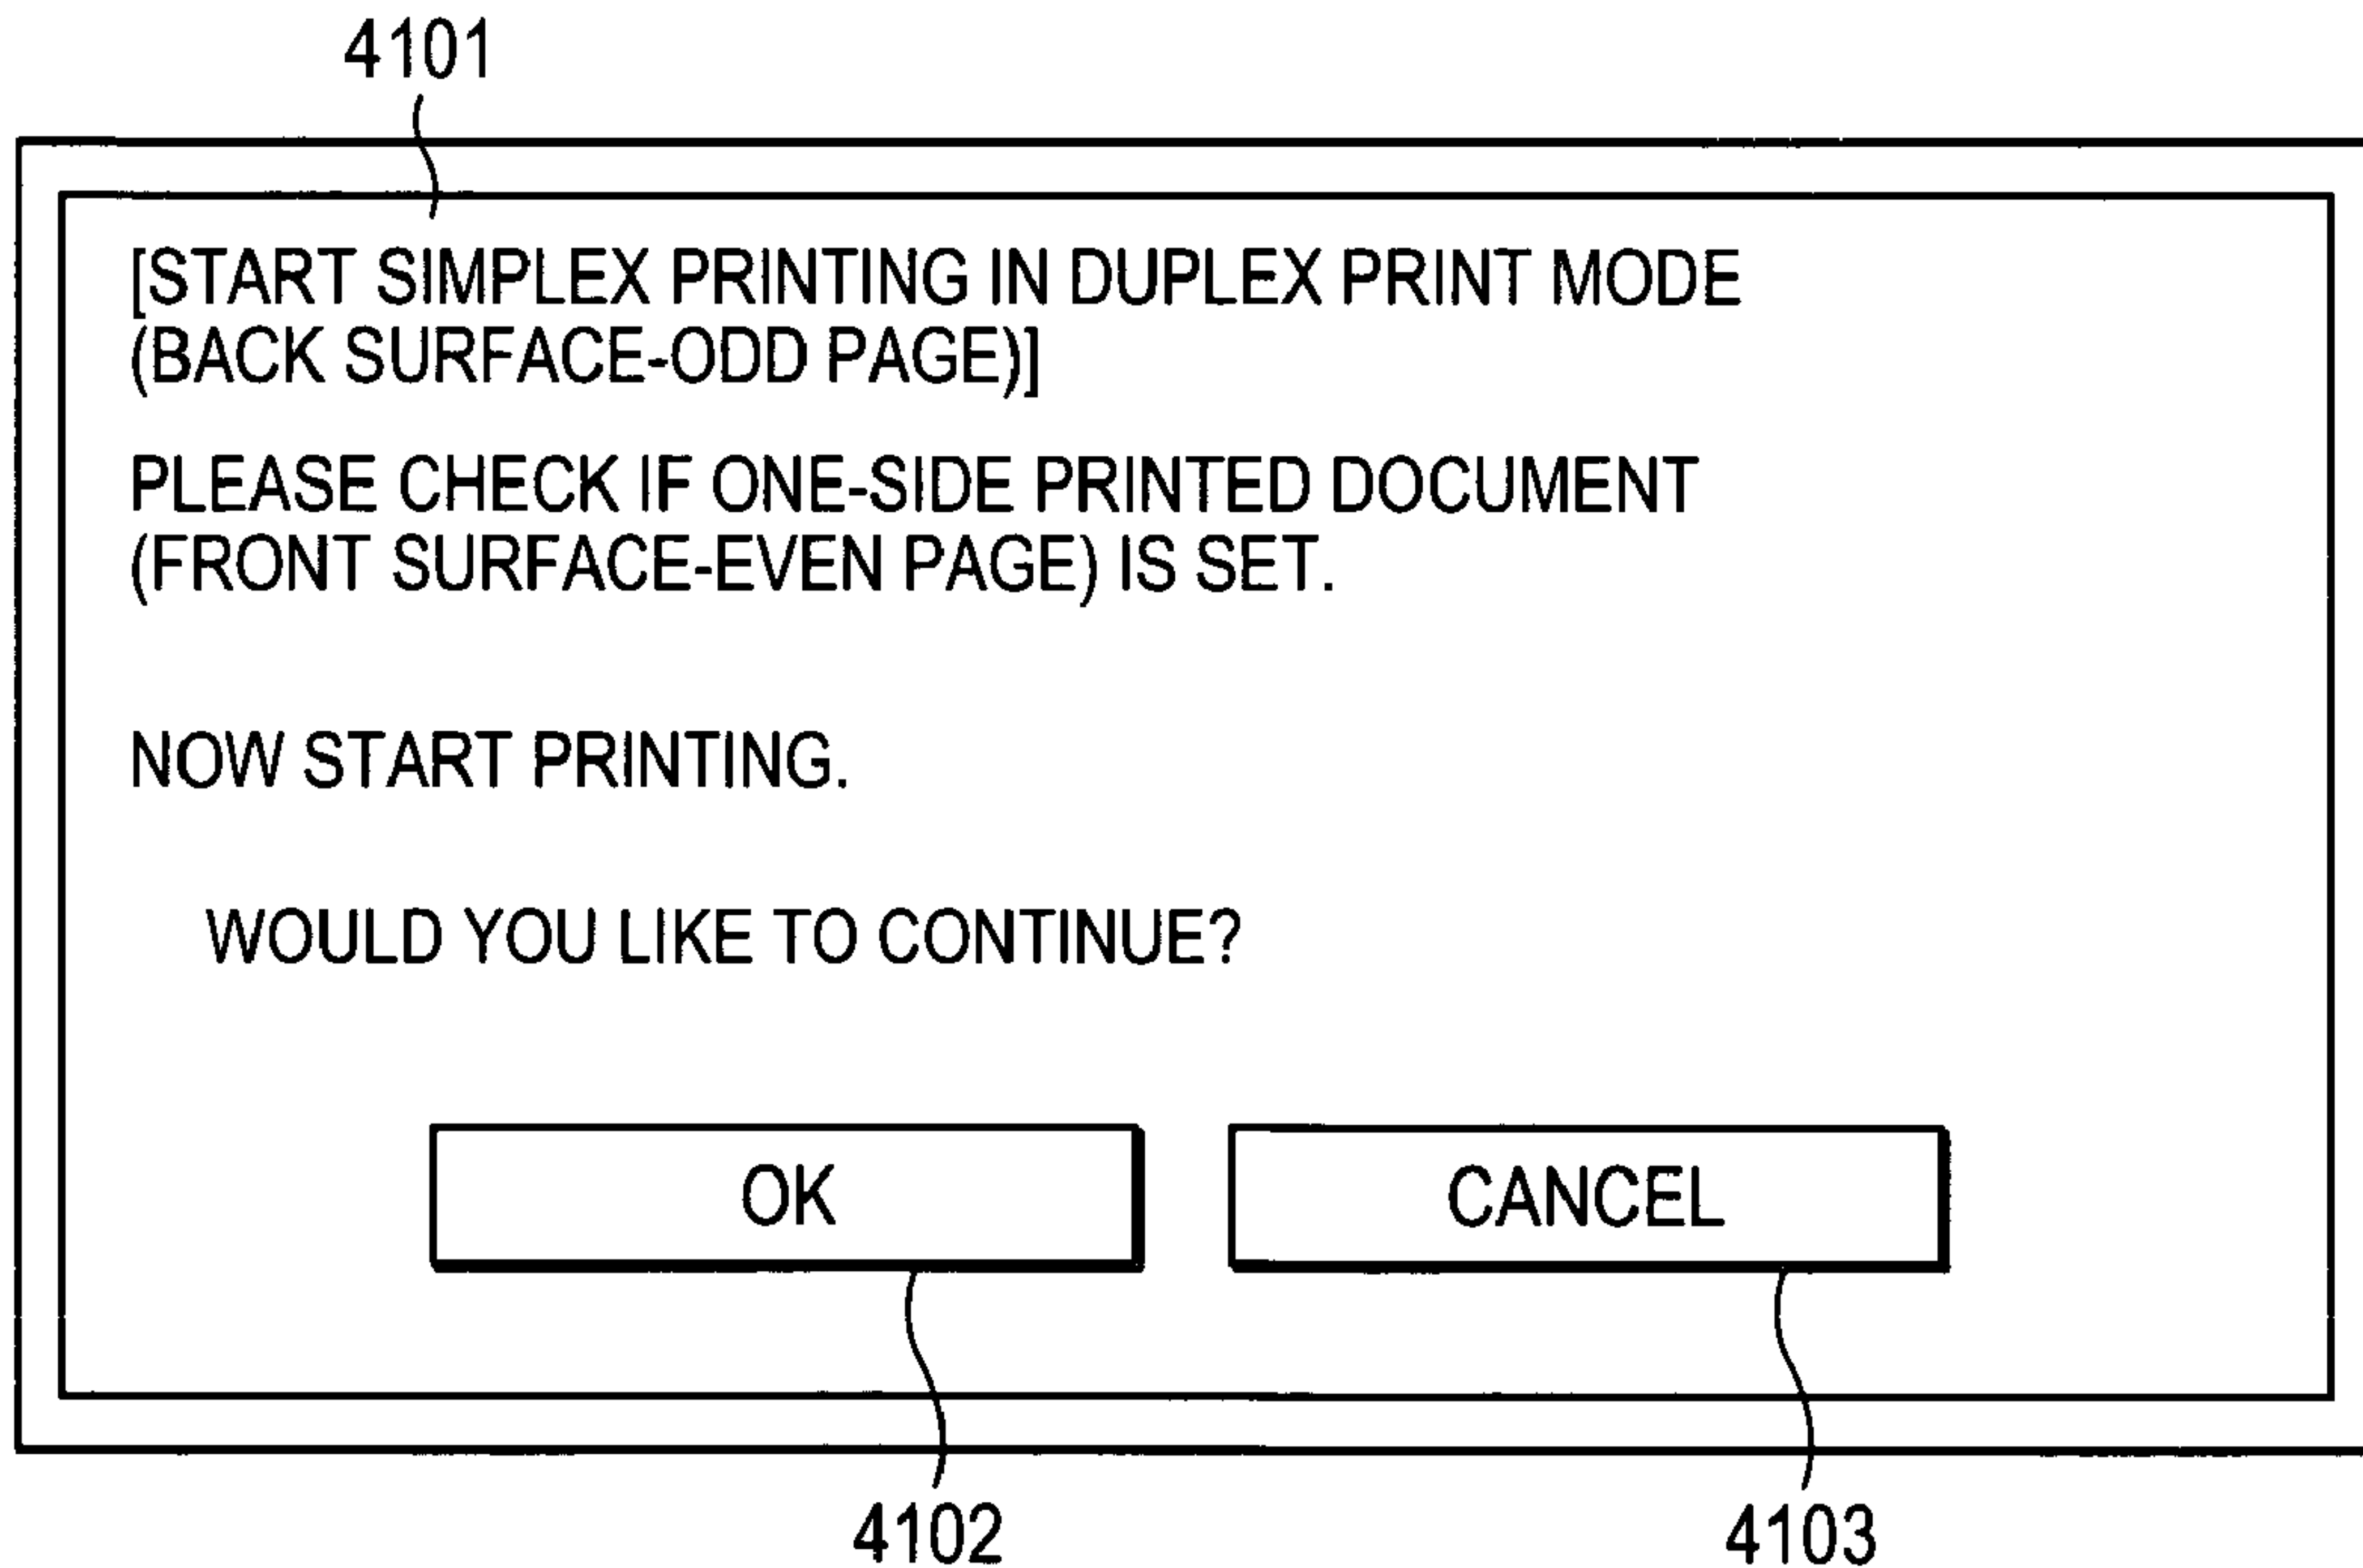 4101
[START SIMPLEX PRINTING IN DUPLEX PRINT MODE
(BACK SURFACE-ODD PAGE)]
PLEASE CHECK IF ONE-SIDE PRINTED DOCUMENT
(FRONT SURFACE-EVEN PAGE) IS SET.
NOW START PRINTING.
WOULD YOU LIKE TO CONTINUE?
OK CANCEL
4102 4103